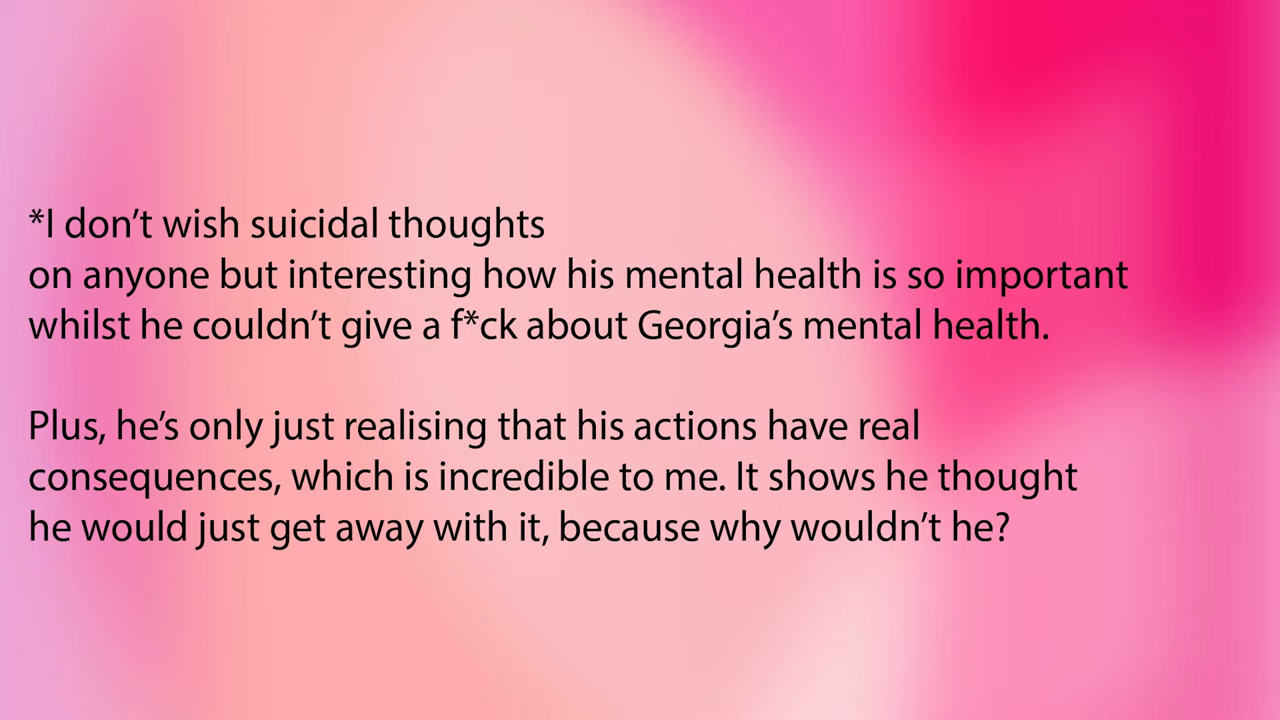 *I don’t wish suicidal thoughts
on anyone but interesting how his mental health is so important
whilst he couldn’t give a f*ck about Georgia’s mental health.
Plus, he’s only just realising that his actions have real
consequences, which is incredible to me. It shows he thought
he would just get away with it, because why wouldn’t he?